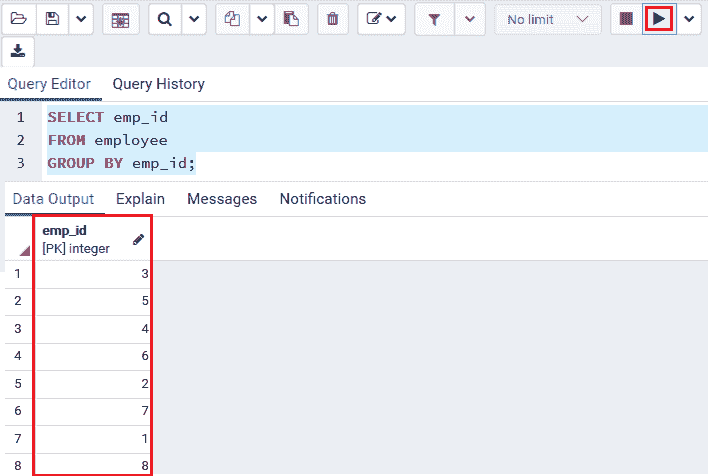 No limit
Query Editor Query History
1 SELECT emp_id
2 FROM employee
3 GROUP BY emp_id;
Data Output Explain Messages Notifications
emp_id
[PK] integer
1 3
2 5
3 4
4 6
5 2
6 7
7 1
8 8